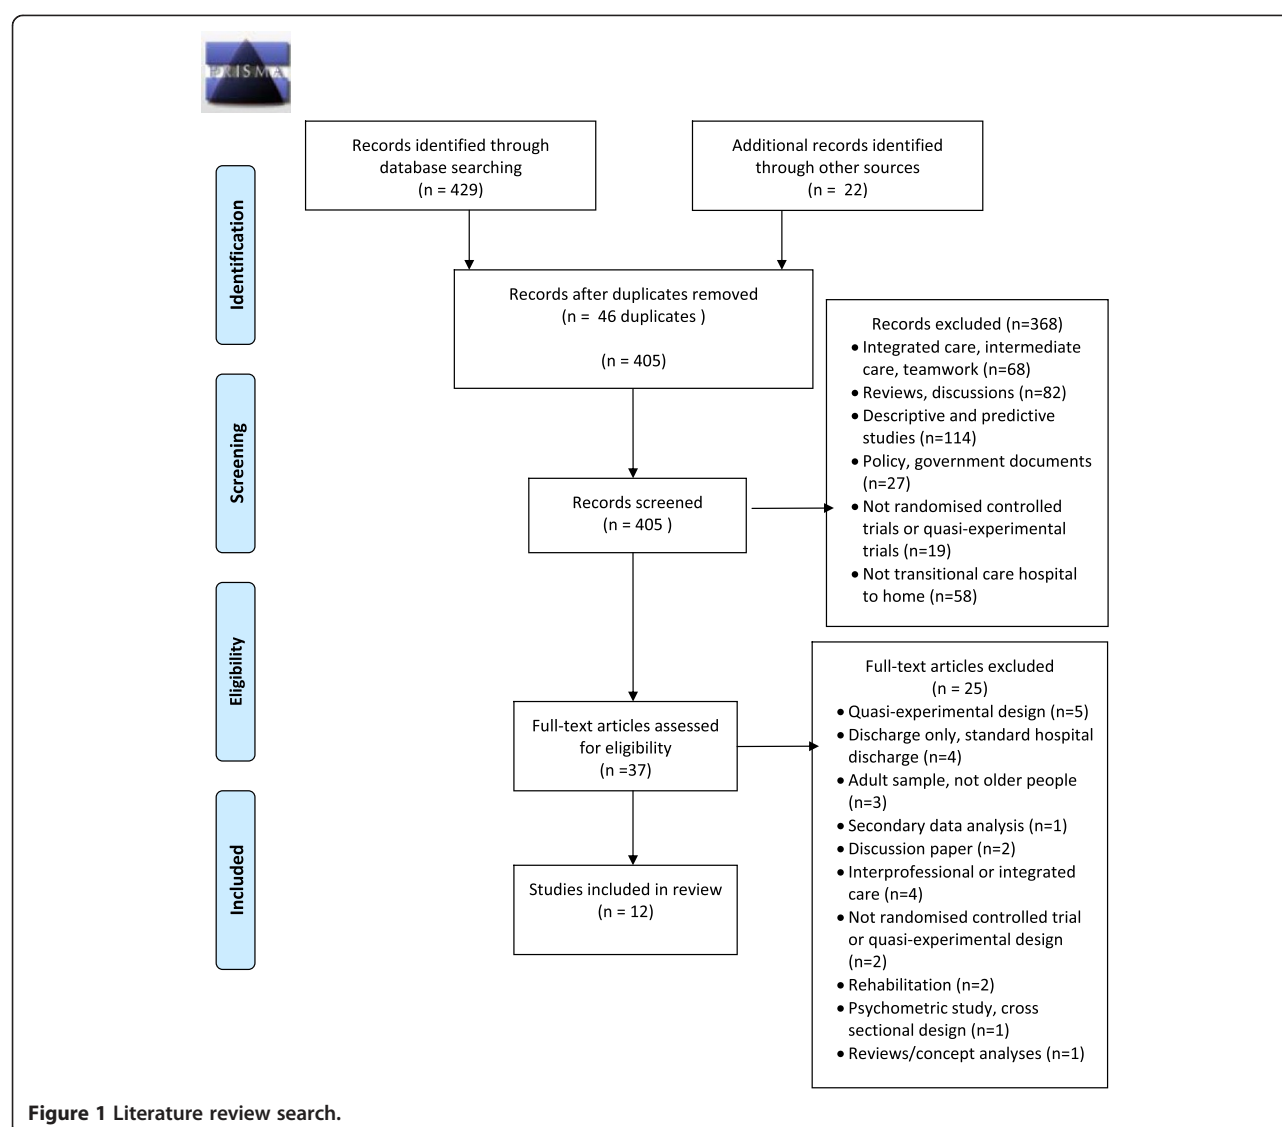 PRISMA
Records identified through
database searching
(n = 429)
Additional records identified
through other sources
(n = 22)
Identification
Records after duplicates removed
(n = 46 duplicates )
(n = 405)
Records excluded (n=368)
• Integrated care, intermediate
care, teamwork (n=68)
• Reviews, discussions (n=82)
• Descriptive and predictive
studies (n=114)
• Policy, government documents
(n=27)
• Not randomised controlled
trials or quasi-experimental
trials (n=19)
• Not transitional care hospital
to home (n=58)
Screening
Records screened
(n = 405 )
Eligibility
Full-text articles assessed
for eligibility
(n =37)
Full-text articles excluded
(n = 25)
• Quasi-experimental design (n=5)
• Discharge only, standard hospital
discharge (n=4)
• Adult sample, not older people
(n=3)
• Secondary data analysis (n=1)
• Discussion paper (n=2)
• Interprofessional or integrated
care (n=4)
• Not randomised controlled trial
or quasi-experimental design
(n=2)
• Rehabilitation (n=2)
• Psychometric study, cross
sectional design (n=1)
• Reviews/concept analyses (n=1)
Included
Studies included in review
(n = 12)
Figure 1 Literature review search.